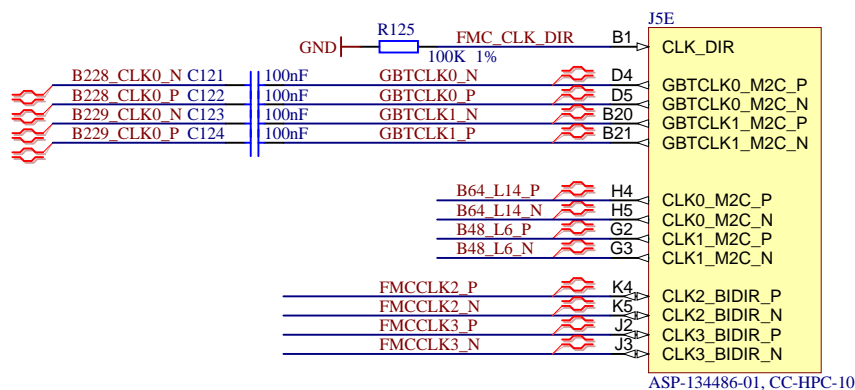 J5E
R125 FMC_CLK_DIR B1
GND CLK_DIR
100K 1%
B228_CLK0_N C121 100nF GBTCLK0_N D4 GBTCLK0_M2C_P
B228_CLK0_P C122 100nF GBTCLK0_P D5 GBTCLK0_M2C_N
B229_CLK0_N C123 100nF GBTCLK1_N B20 GBTCLK1_M2C_P
B229_CLK0_P C124 100nF GBTCLK1_P B21 GBTCLK1_M2C_N
B64_L14_P H4 CLK0_M2C_P
B64_L14_N H5 CLK0_M2C_N
B48_L6_P G2 CLK1_M2C_P
B48_L6_N G3 CLK1_M2C_N
FMCCLK2_P K4 CLK2_BIDIR_P
FMCCLK2_N K5 CLK2_BIDIR_N
FMCCLK3_P J2 CLK3_BIDIR_P
FMCCLK3_N J3 CLK3_BIDIR_N
ASP-134486-01, CC-HPC-10